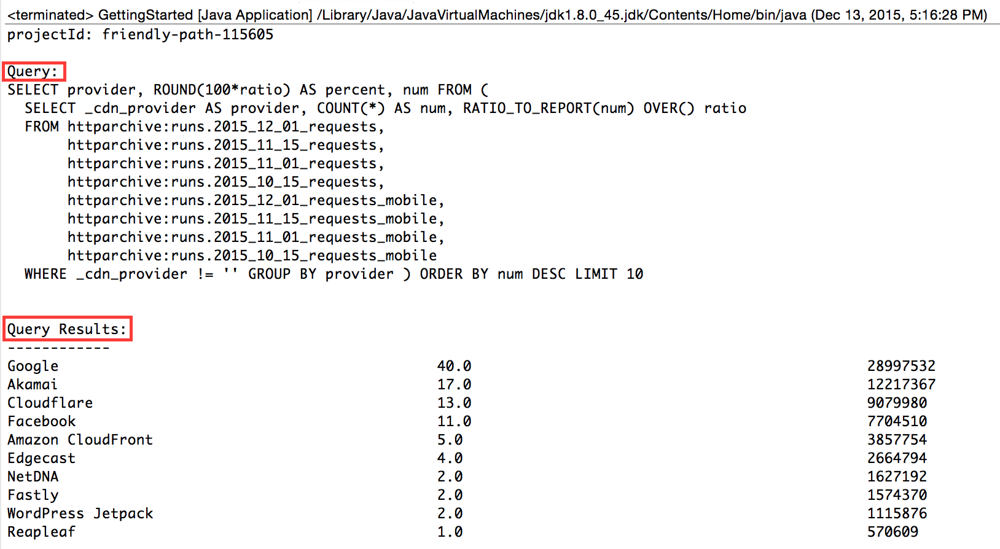 <terminated> GettingStarted [Java Application] /Library/Java/JavaVirtualMachines/jdk1.8.0_45.jdk/Contents/Home/bin/java (Dec 13, 2015, 5:16:28 PM)
projectId: friendly-path-115605
Query:
SELECT provider, ROUND(100*ratio) AS percent, num FROM (
  SELECT _cdn_provider AS provider, COUNT(*) AS num, RATIO_TO_REPORT(num) OVER() ratio
  FROM httparchive:runs.2015_12_01_requests,
       httparchive:runs.2015_11_15_requests,
       httparchive:runs.2015_11_01_requests,
       httparchive:runs.2015_10_15_requests,
       httparchive:runs.2015_12_01_requests_mobile,
       httparchive:runs.2015_11_15_requests_mobile,
       httparchive:runs.2015_11_01_requests_mobile,
       httparchive:runs.2015_10_15_requests_mobile
  WHERE _cdn_provider != '' GROUP BY provider ) ORDER BY num DESC LIMIT 10
Query Results:
------------
Google 40.0 28997532
Akamai 17.0 12217367
Cloudflare 13.0 9079980
Facebook 11.0 7704510
Amazon CloudFront 5.0 3857754
Edgecast 4.0 2664794
NetDNA 2.0 1627192
Fastly 2.0 1574370
WordPress Jetpack 2.0 1115876
Reapleaf 1.0 570609